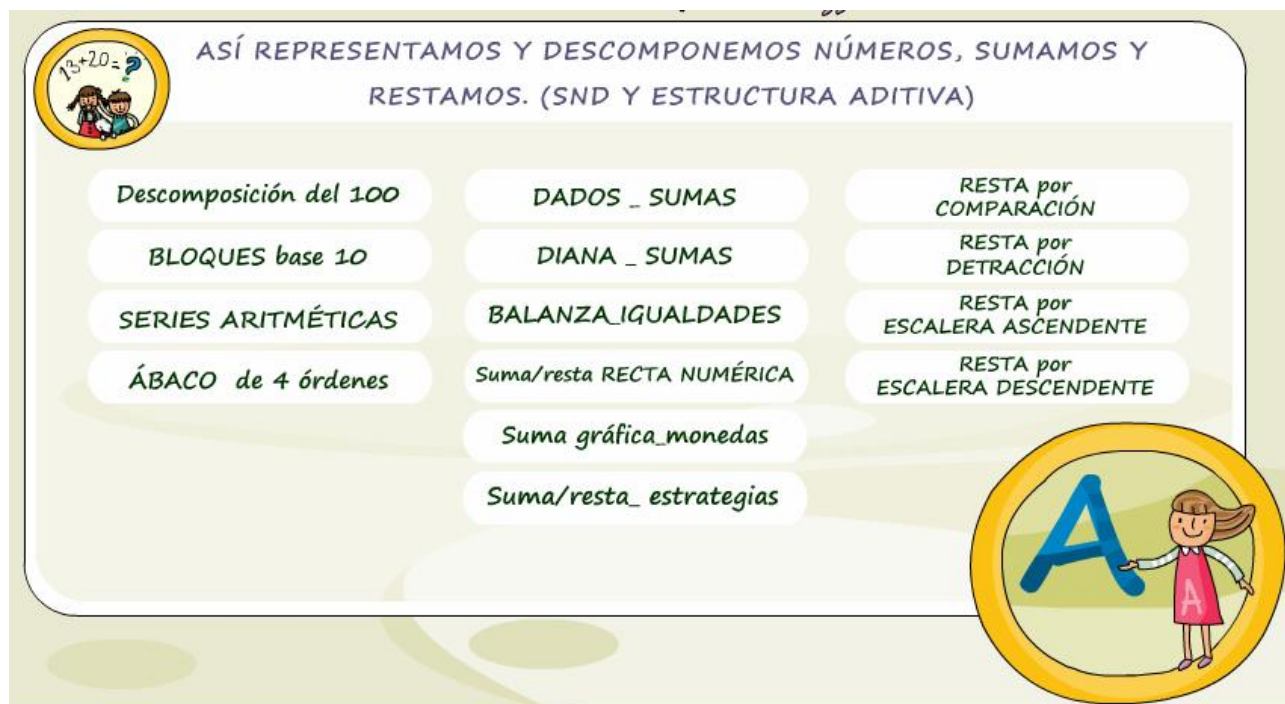 13+20=?
ASÍ REPRESENTAMOS Y DESCOMPONEMOS NÚMEROS, SUMAMOS Y
RESTAMOS. (SND Y ESTRUCTURA ADITIVA)
Descomposición del 100
BLOQUES base 10
SERIES ARITMÉTICAS
ÁBACO de 4 órdenes
DADOS _ SUMAS
DIANA _ SUMAS
BALANZA_IGUALDADES
Suma/resta RECTA NUMÉRICA
Suma gráfica_monedas
Suma/resta_ estrategias
RESTA por
COMPARACIÓN
RESTA por
DETRACCIÓN
RESTA por
ESCALERA ASCENDENTE
RESTA por
ESCALERA DESCENDENTE
A
A